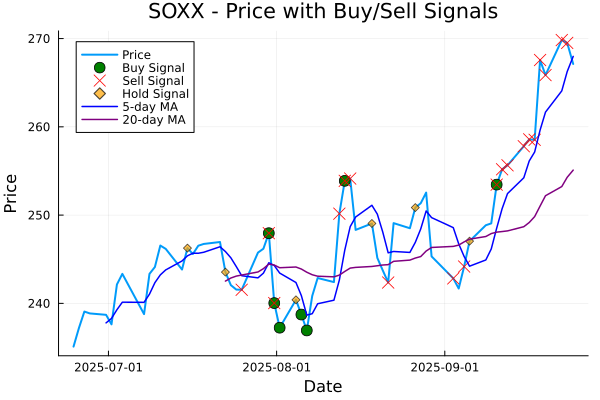 SOXX - Price with Buy/Sell Signals
270
260
250
240
Price
Price
Buy Signal
Sell Signal
Hold Signal
5-day MA
20-day MA
2025-07-01
2025-08-01
2025-09-01
Date